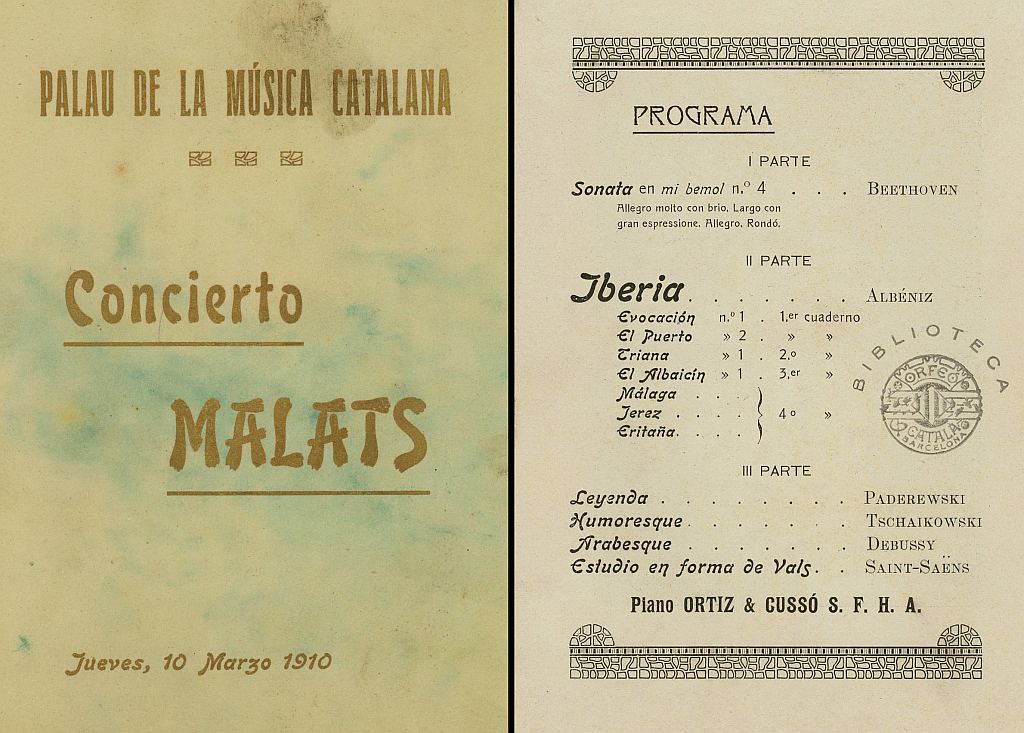 PALAU DE LA MÚSICA CATALANA
Concierto
MALATS
Jueves, 10 Marzo 1910
PROGRAMA
I PARTE
Sonata en mi bemol n.º 4 . . . BEETHOVEN
Allegro molto con brio. Largo con
gran espressione. Allegro. Rondó.
II PARTE
Iberia. . . . . . . ALBÉNIZ
Evocación n.º 1 . 1.er cuaderno
El Puerto » 2 . » »
Triana » 1 . 2.º »
El Albaicín » 1 . 3.er »
Málaga . . .
Jerez . . . . 4º »
Eritaña. . . .
III PARTE
Leyenda . . . . . . . . PADEREWSKI
Humoresque . . . . . . . TSCHAIKOWSKI
Arabesque . . . . . . . DEBUSSY
Estudio en forma de Vals. . SAINT-SAËNS
Piano ORTIZ & CUSSÓ S. F. H. A.
BIBLIOTECA
ORFEÓ
CATALÀ
BARCELONA